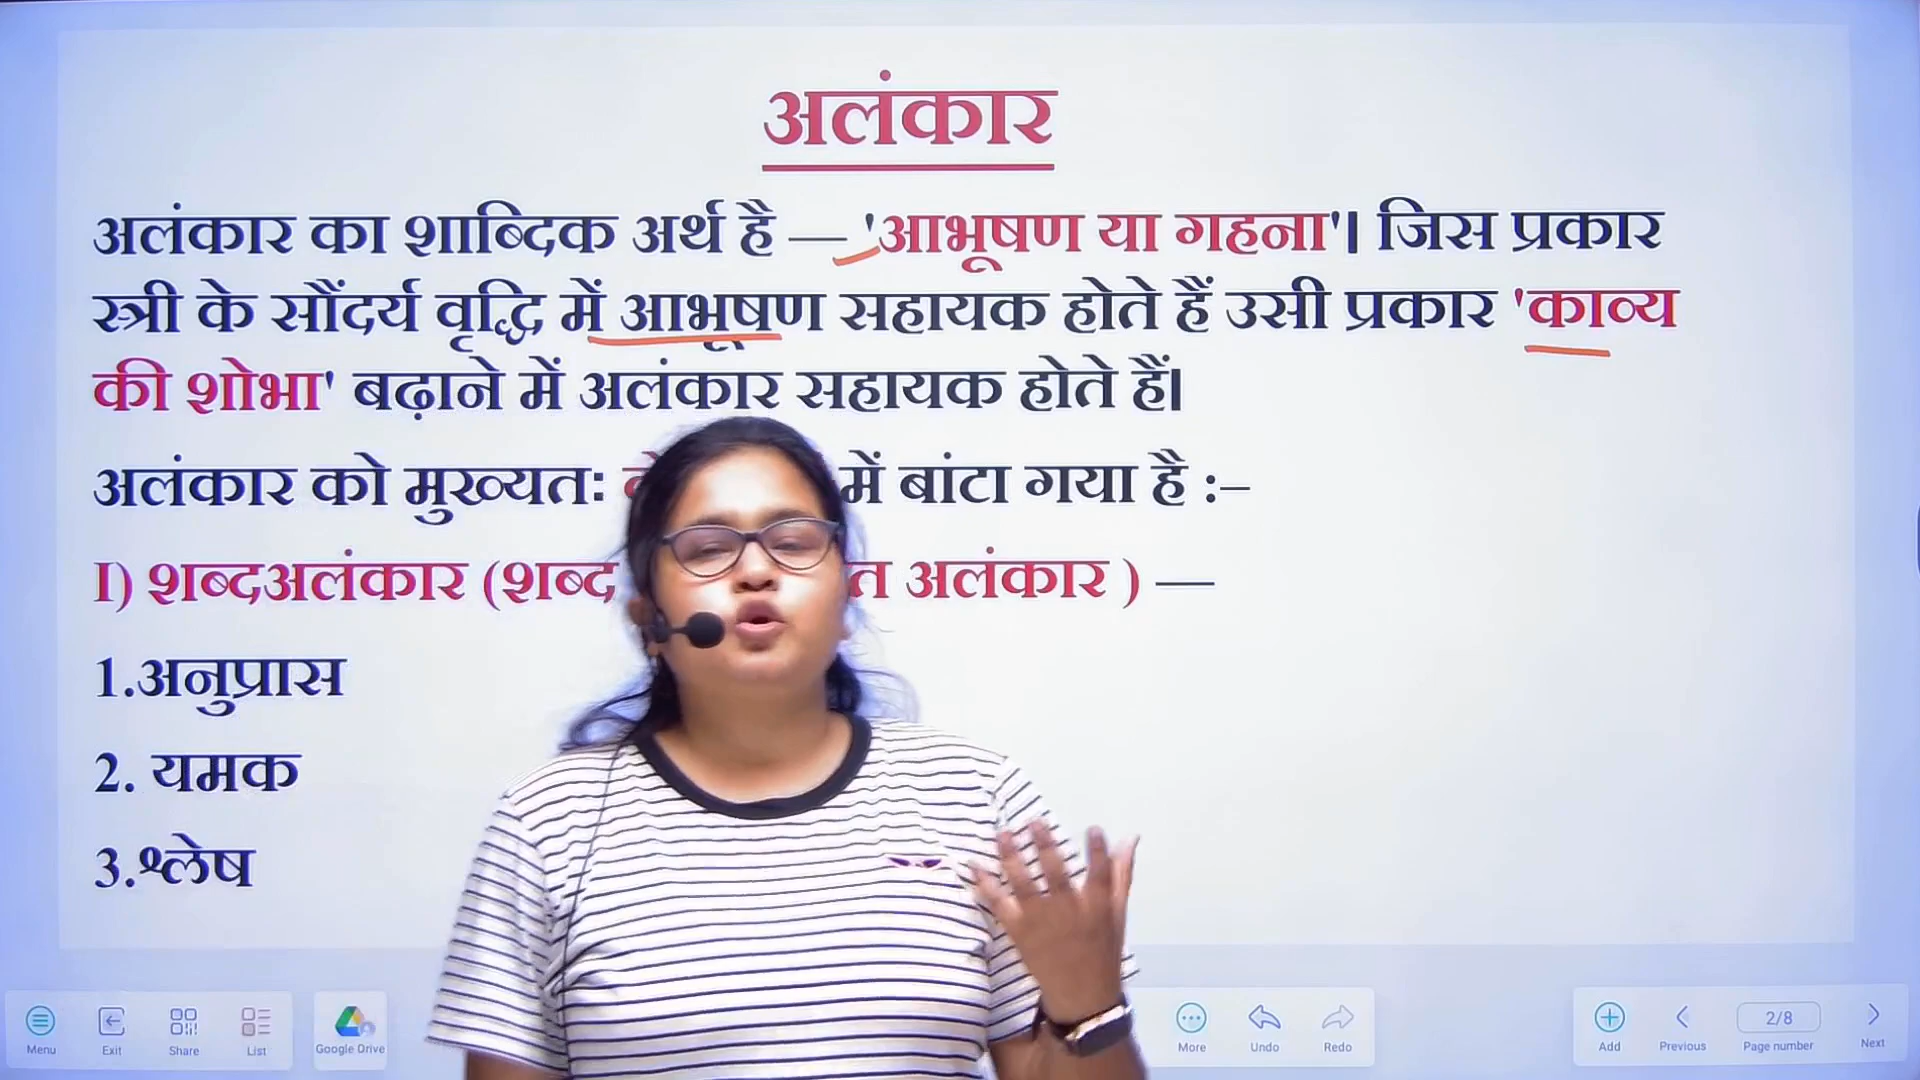 अलंकार
अलंकार का शाब्दिक अर्थ है — 'आभूषण या गहना'। जिस प्रकार
स्त्री के सौंदर्य वृद्धि में आभूषण सहायक होते हैं उसी प्रकार 'काव्य
की शोभा' बढ़ाने में अलंकार सहायक होते हैं।
अलंकार को मुख्यतः में बांटा गया है :–
I) शब्दअलंकार (शब्द अलंकार ) —
1.अनुप्रास
2. यमक
3.श्लेष
Menu Exit Share List Google Drive More Undo Redo Add Previous 2/8 Page number Next